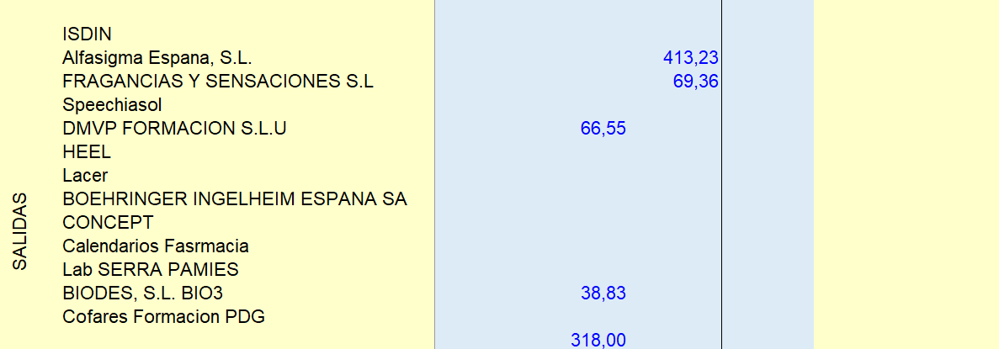 ISDIN
Alfasigma Espana, S.L. 413,23
FRAGANCIAS Y SENSACIONES S.L 69,36
Speechiasol
DMVP FORMACION S.L.U 66,55
HEEL
Lacer
BOEHRINGER INGELHEIM ESPANA SA
CONCEPT
Calendarios Fasrmacia
Lab SERRA PAMIES
BIODES, S.L. BIO3 38,83
Cofares Formacion PDG
318,00
SALIDAS